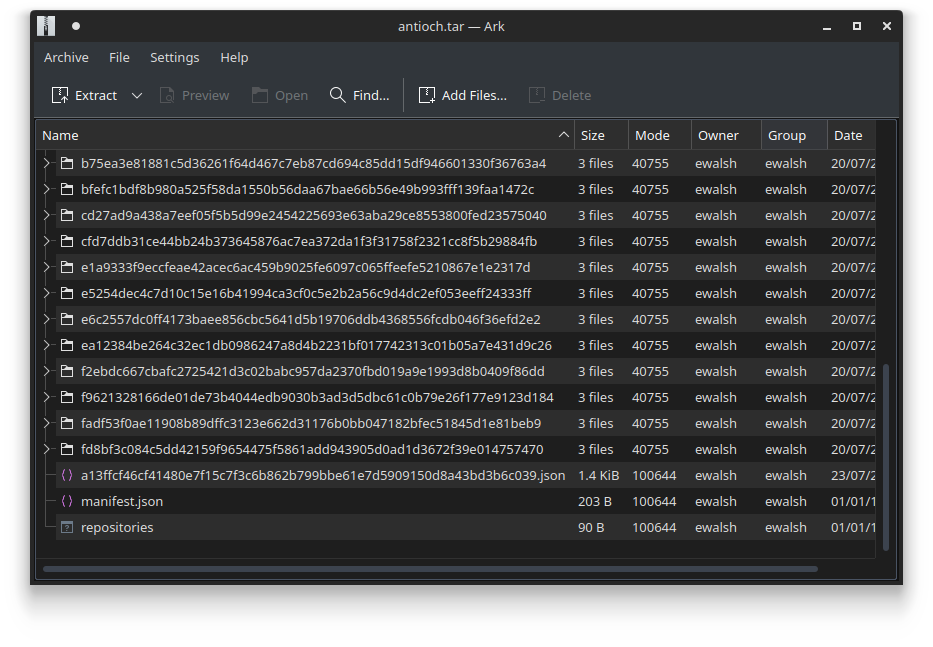 antioch.tar — Ark
Archive File Settings Help
Extract Preview Open Find... Add Files... Delete
Name Size Mode Owner Group Date
b75ea3e81881c5d36261f64d467c7eb87cd694c85dd15df946601330f36763a4 3 files 40755 ewalsh ewalsh 20/07/2
bfefc1bdf8b980a525f58da1550b56daa67bae66b56e49b993fff139faa1472c 3 files 40755 ewalsh ewalsh 20/07/2
cd27ad9a438a7eef05f5b5d99e2454225693e63aba29ce8553800fed23575040 3 files 40755 ewalsh ewalsh 20/07/2
cfd7ddb31ce44bb24b373645876ac7ea372da1f3f31758f2321cc8f5b29884fb 3 files 40755 ewalsh ewalsh 20/07/2
e1a9333f9eccfeae42acec6ac459b9025fe6097c065ffeefe5210867e1e2317d 3 files 40755 ewalsh ewalsh 20/07/2
e5254dec4c7d10c15e16b41994ca3cf0c5e2b2a56c9d4dc2ef053eeff24333ff 3 files 40755 ewalsh ewalsh 20/07/2
e6c2557dc0ff4173baee856cbc5641d5b19706ddb4368556fcdb046f36efd2e2 3 files 40755 ewalsh ewalsh 20/07/2
ea12384be264c32ec1db0986247a8d4b2231bf017742313c01b05a7e431d9c26 3 files 40755 ewalsh ewalsh 20/07/2
f2ebdc667cbafc2725421d3c02babc957da2370fbd019a9e1993d8b0409f86dd 3 files 40755 ewalsh ewalsh 20/07/2
f9621328166de01de73b4044edb9030b3ad3d5dbc61c0b79e26f177e9123d184 3 files 40755 ewalsh ewalsh 20/07/2
fadf53f0ae11908b89dffc3123e662d31176b0bb047182bfec51845d1e81beb9 3 files 40755 ewalsh ewalsh 20/07/2
fd8bf3c084c5dd42159f9654475f5861add943905d0ad1d3672f39e014757470 3 files 40755 ewalsh ewalsh 20/07/2
a13ffcf46cf41480e7f15c7f3c6b862b799bbe61e7d5909150d8a43bd3b6c039.json 1.4 KiB 100644 ewalsh ewalsh 23/07/2
manifest.json 203 B 100644 ewalsh ewalsh 01/01/1
repositories 90 B 100644 ewalsh ewalsh 01/01/1